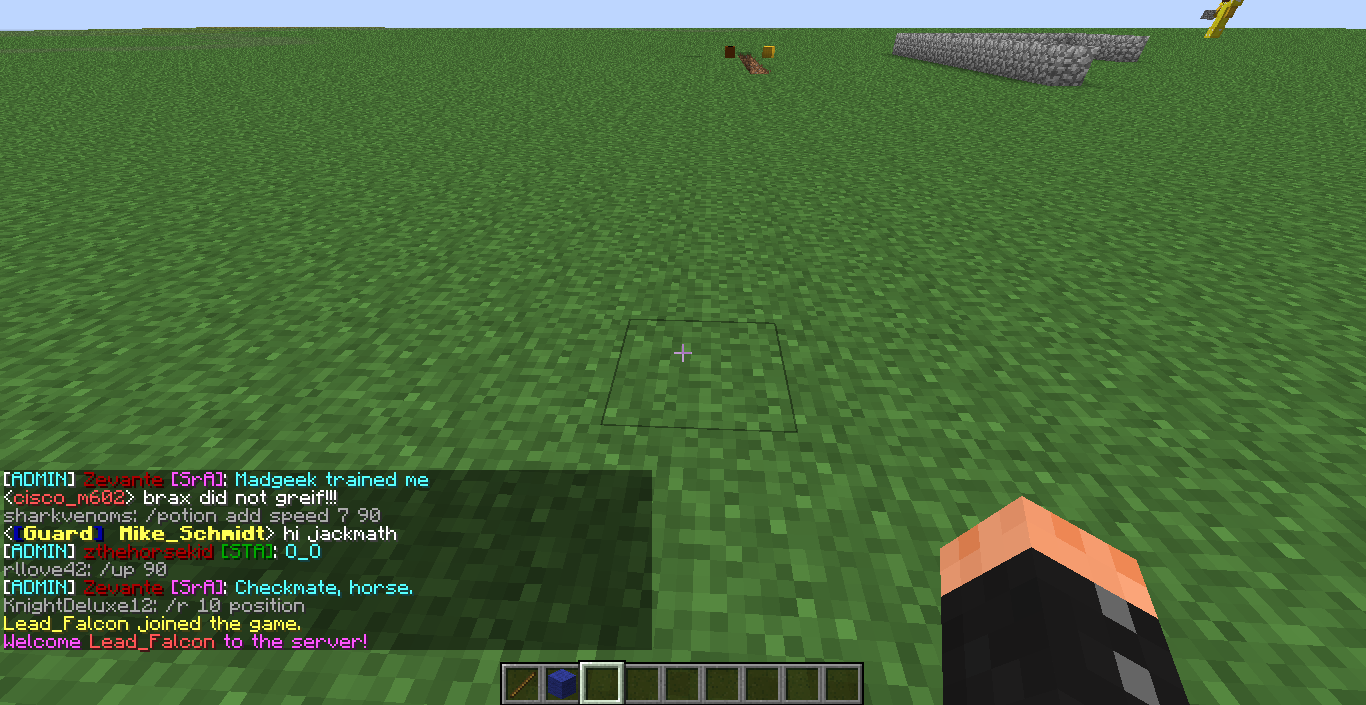 [ADMIN] Zevante [SrA]: Madgeek trained me
<cisco_m602> brax did not greif!!!
sharkvenoms: /potion add speed 7 90
<[Guard] Mike_Schmidt> hi jackmath
[ADMIN] zthehorsekid [STA]: O_O
rllove42: /up 90
[ADMIN] Zevante [SrA]: Checkmate, horse.
KnightDeluxe12: /r 10 position
Lead_Falcon joined the game.
Welcome Lead_Falcon to the server!